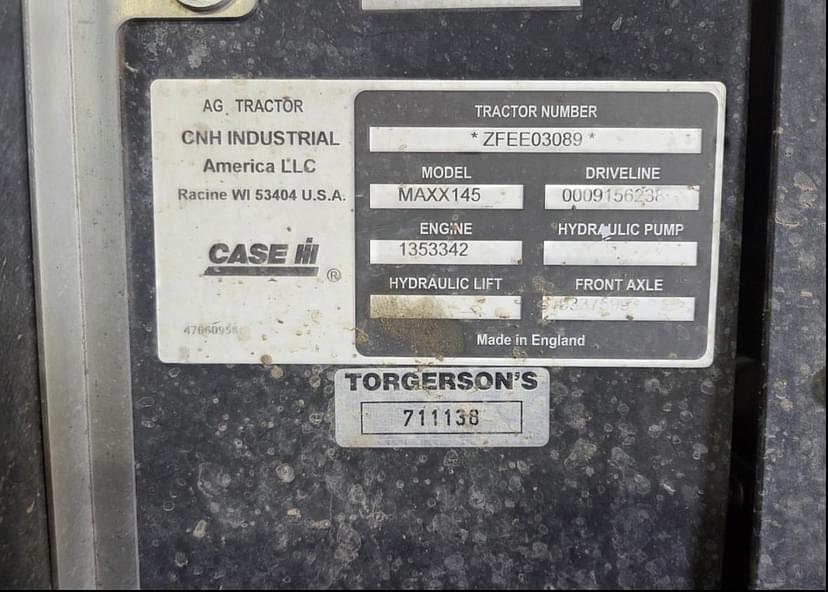 AG TRACTOR
CNH INDUSTRIAL
America LLC
Racine WI 53404 U.S.A.
CASE IH
®
TRACTOR NUMBER
* ZFEE03089 *
MODEL
MAXX145
DRIVELINE
0009156238
ENGINE
1353342
HYDRAULIC PUMP
HYDRAULIC LIFT
FRONT AXLE
Made in England
TORGERSON'S
711138